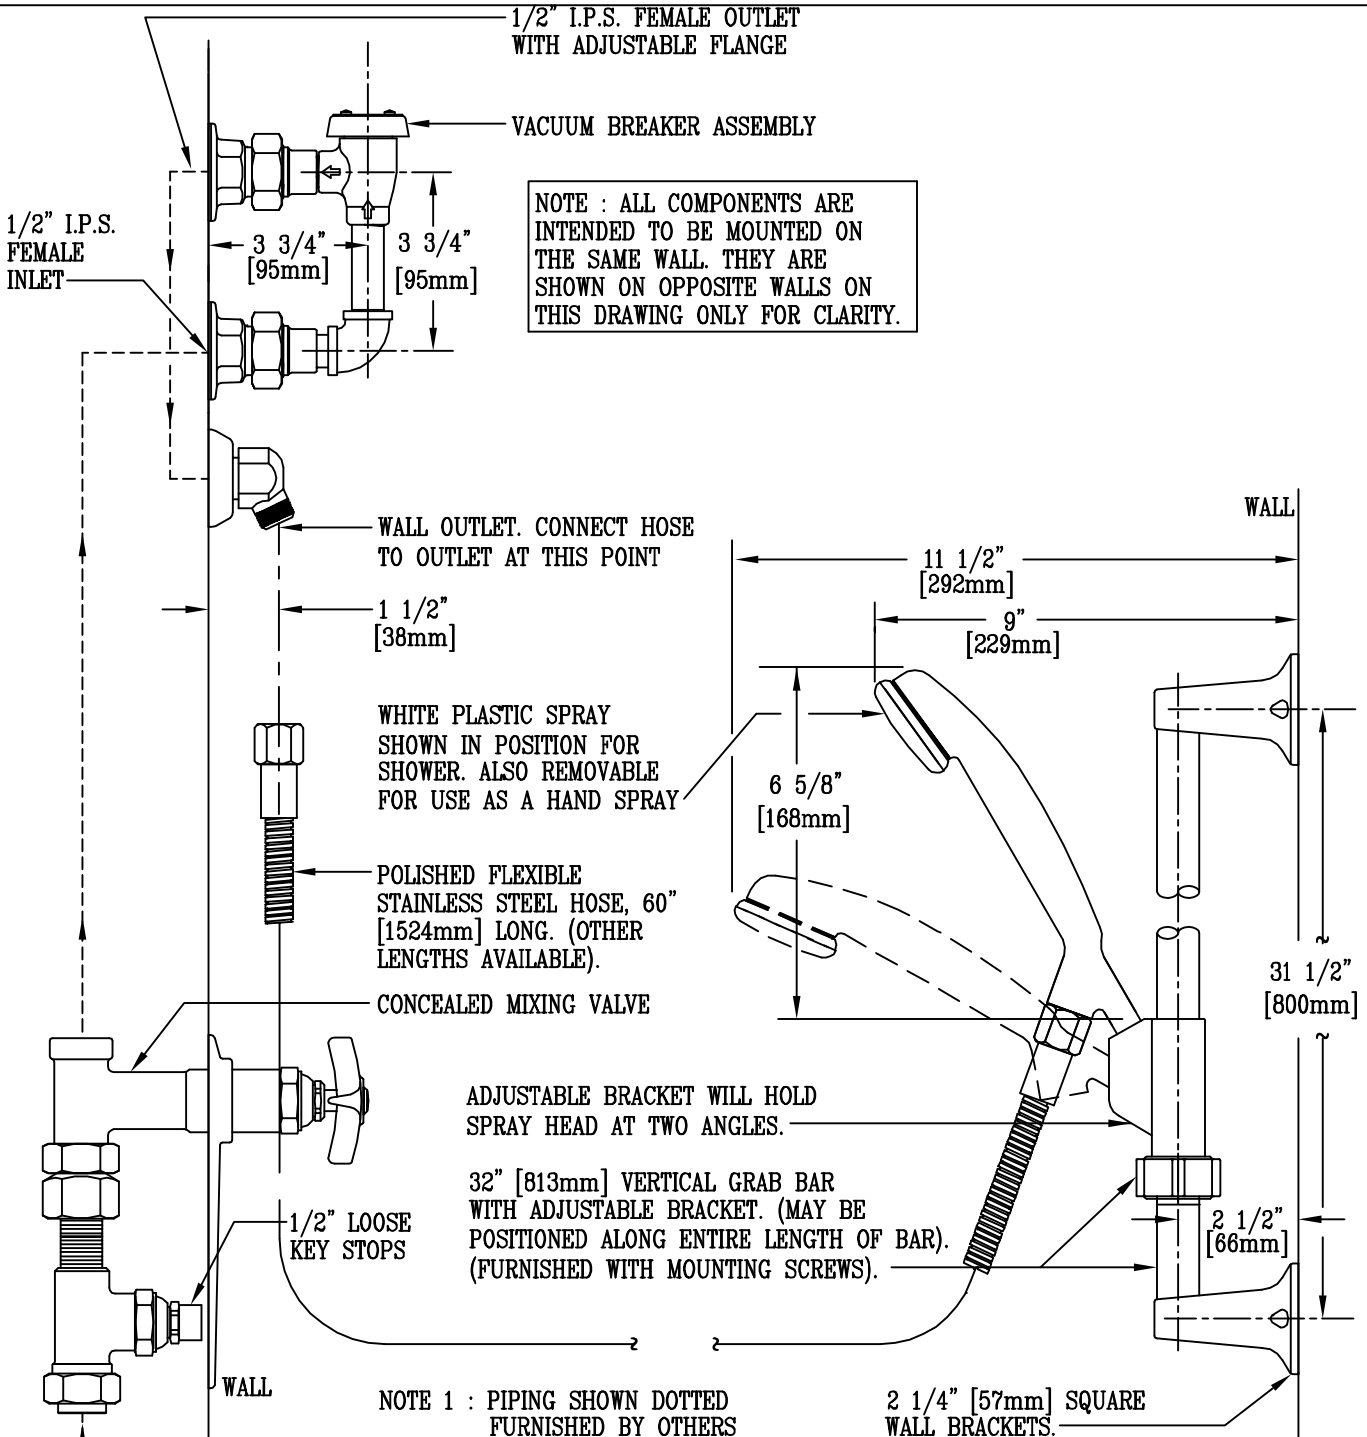 1/2" I.P.S. FEMALE OUTLET
WITH ADJUSTABLE FLANGE
VACUUM BREAKER ASSEMBLY
NOTE : ALL COMPONENTS ARE
INTENDED TO BE MOUNTED ON
THE SAME WALL. THEY ARE
SHOWN ON OPPOSITE WALLS ON
THIS DRAWING ONLY FOR CLARITY.
1/2" I.P.S.
FEMALE
INLET
3 3/4"
[95mm]
3 3/4"
[95mm]
WALL OUTLET. CONNECT HOSE
TO OUTLET AT THIS POINT
1 1/2"
[38mm]
WALL
11 1/2"
[292mm]
9"
[229mm]
WHITE PLASTIC SPRAY
SHOWN IN POSITION FOR
SHOWER. ALSO REMOVABLE
FOR USE AS A HAND SPRAY
6 5/8"
[168mm]
POLISHED FLEXIBLE
STAINLESS STEEL HOSE, 60"
[1524mm] LONG. (OTHER
LENGTHS AVAILABLE).
31 1/2"
[800mm]
CONCEALED MIXING VALVE
ADJUSTABLE BRACKET WILL HOLD
SPRAY HEAD AT TWO ANGLES.
32" [813mm] VERTICAL GRAB BAR
WITH ADJUSTABLE BRACKET. (MAY BE
POSITIONED ALONG ENTIRE LENGTH OF BAR).
(FURNISHED WITH MOUNTING SCREWS).
2 1/2"
[66mm]
1/2" LOOSE
KEY STOPS
WALL
NOTE 1 : PIPING SHOWN DOTTED
FURNISHED BY OTHERS
2 1/4" [57mm] SQUARE
WALL BRACKETS.